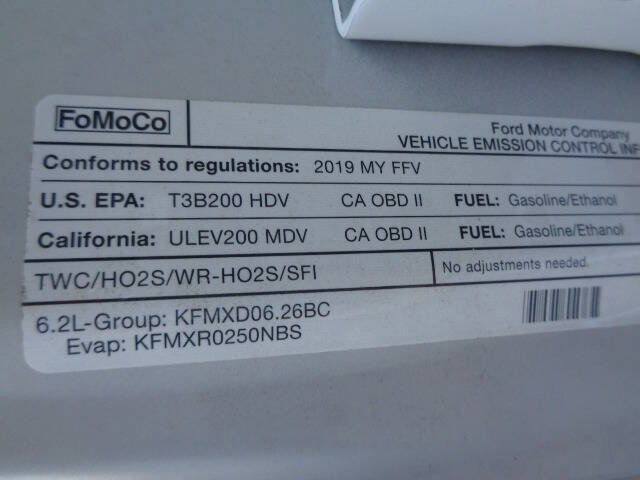 FoMoCo
Ford Motor Company
VEHICLE EMISSION CONTROL INF
Conforms to regulations: 2019 MY FFV
U.S. EPA: T3B200 HDV CA OBD II FUEL: Gasoline/Ethanol
California: ULEV200 MDV CA OBD II FUEL: Gasoline/Ethanol
TWC/HO2S/WR-HO2S/SFI No adjustments needed.
6.2L-Group: KFMXD06.26BC
Evap: KFMXR0250NBS